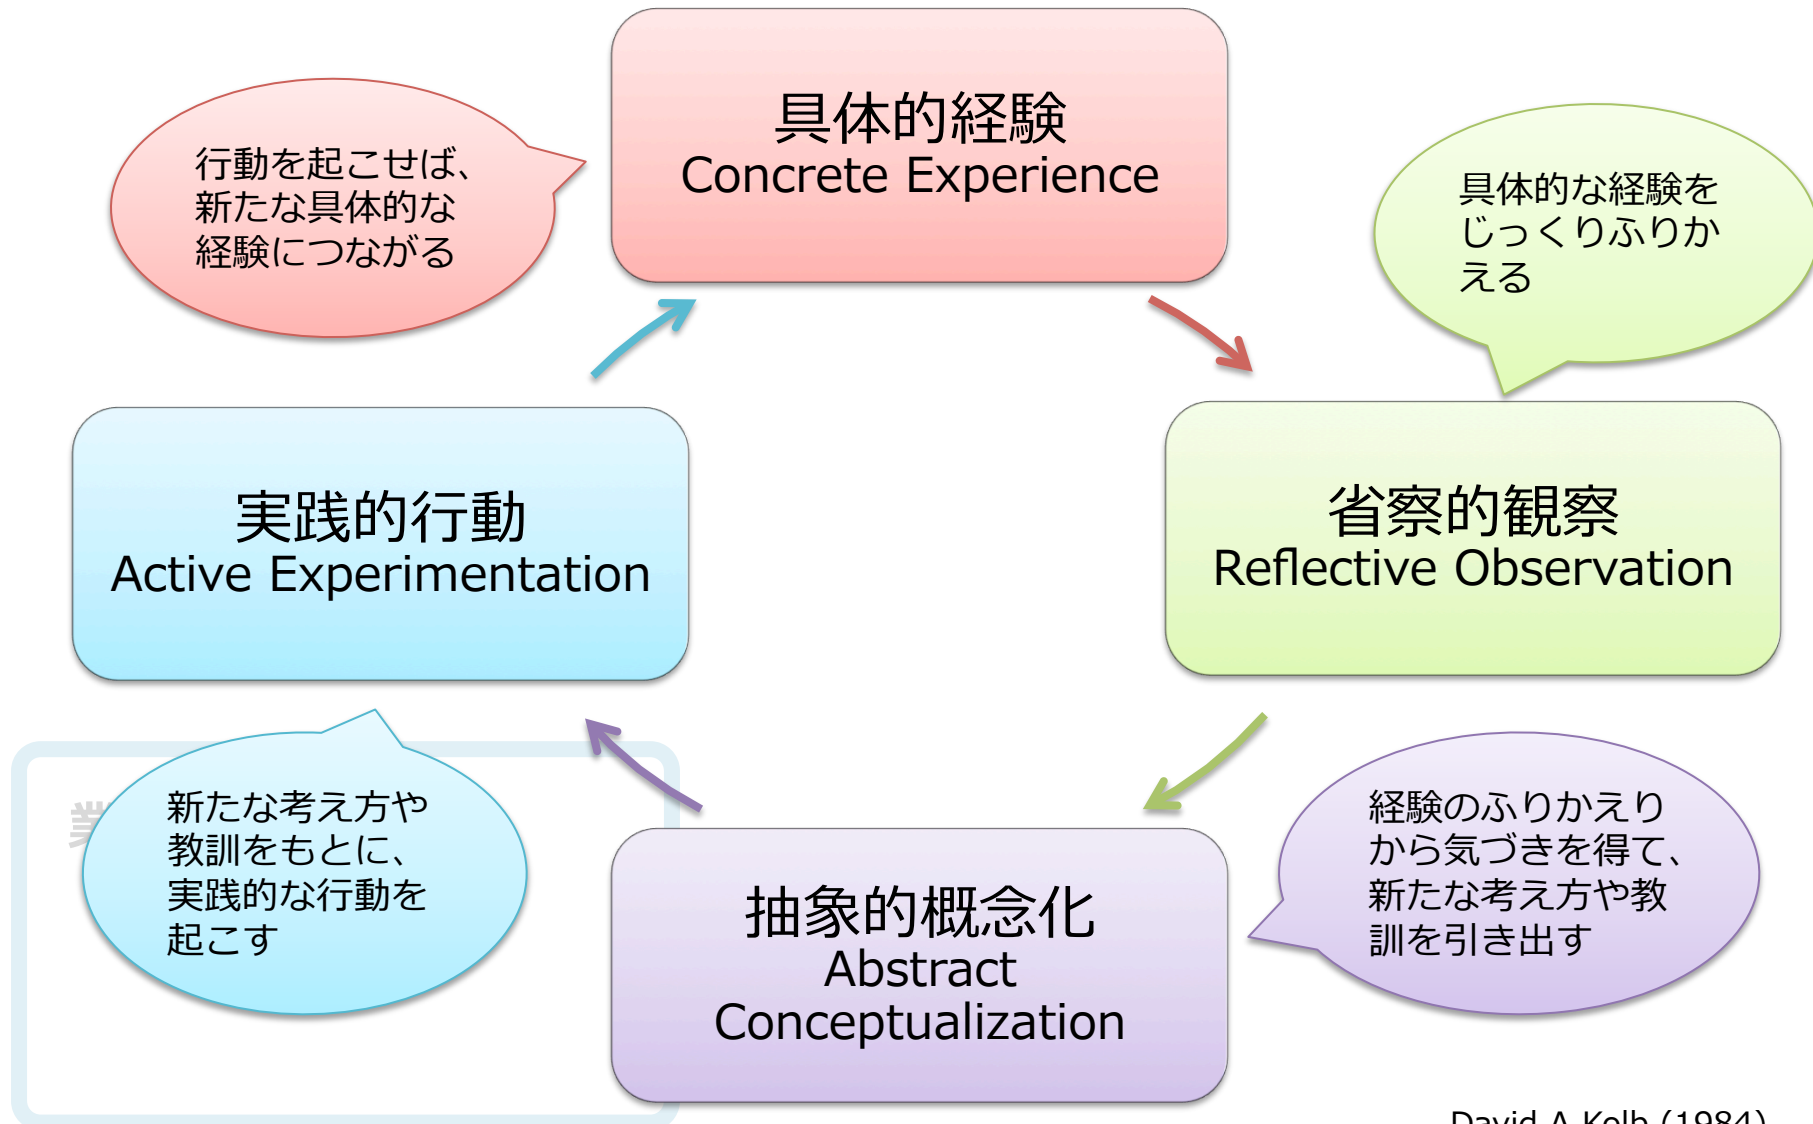 具体的経験
Concrete Experience
行動を起こせば、
新たな具体的な
経験につながる
具体的な経験を
じっくりふりか
える
実践的行動
Active Experimentation
省察的観察
Reflective Observation
新たな考え方や
教訓をもとに、
実践的な行動を
起こす
抽象的概念化
Abstract
Conceptualization
経験のふりかえり
から気づきを得て、
新たな考え方や教
訓を引き出す
David A Kolb (1984)